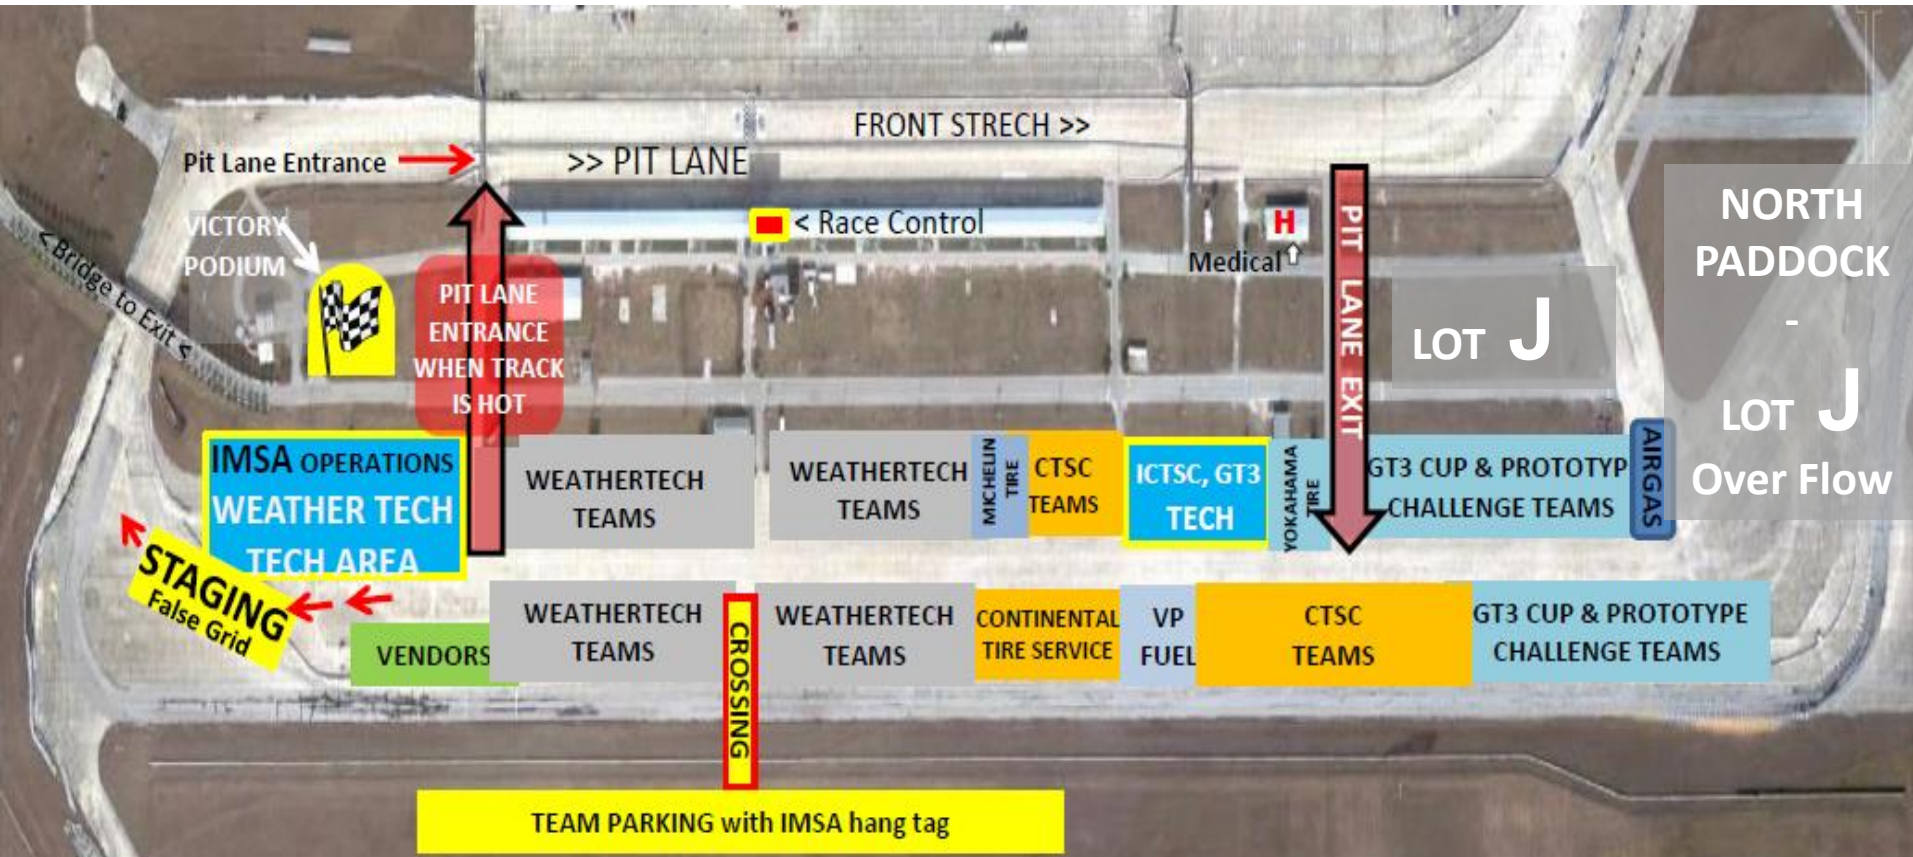 FRONT STRECH >>
Pit Lane Entrance
>> PIT LANE
VICTORY
PODIUM
< Race Control
H
Medical
< Bridge to Exit <
PIT LANE
ENTRANCE
WHEN TRACK
IS HOT
PIT LANE EXIT
LOT J
NORTH
PADDOCK
-
LOT J
Over Flow
IMSA OPERATIONS
WEATHER TECH
TECH AREA
WEATHERTECH
TEAMS
WEATHERTECH
TEAMS
MICHELIN
TIRE
CTSC
TEAMS
ICTSC, GT3
TECH
YOKAHAMA
TIRE
GT3 CUP & PROTOTYP
CHALLENGE TEAMS
AIRGAS
STAGING
False Grid
VENDORS
WEATHERTECH
TEAMS
CROSSING
WEATHERTECH
TEAMS
CONTINENTAL
TIRE SERVICE
VP
FUEL
CTSC
TEAMS
GT3 CUP & PROTOTYPE
CHALLENGE TEAMS
TEAM PARKING with IMSA hang tag